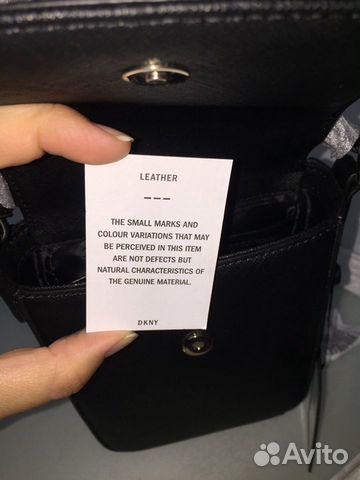 LEATHER
THE SMALL MARKS AND
COLOUR VARIATIONS THAT MAY
BE PERCEIVED IN THIS ITEM
ARE NOT DEFECTS BUT
NATURAL CHARACTERISTICS OF
THE GENUINE MATERIAL.
DKNY
Avito